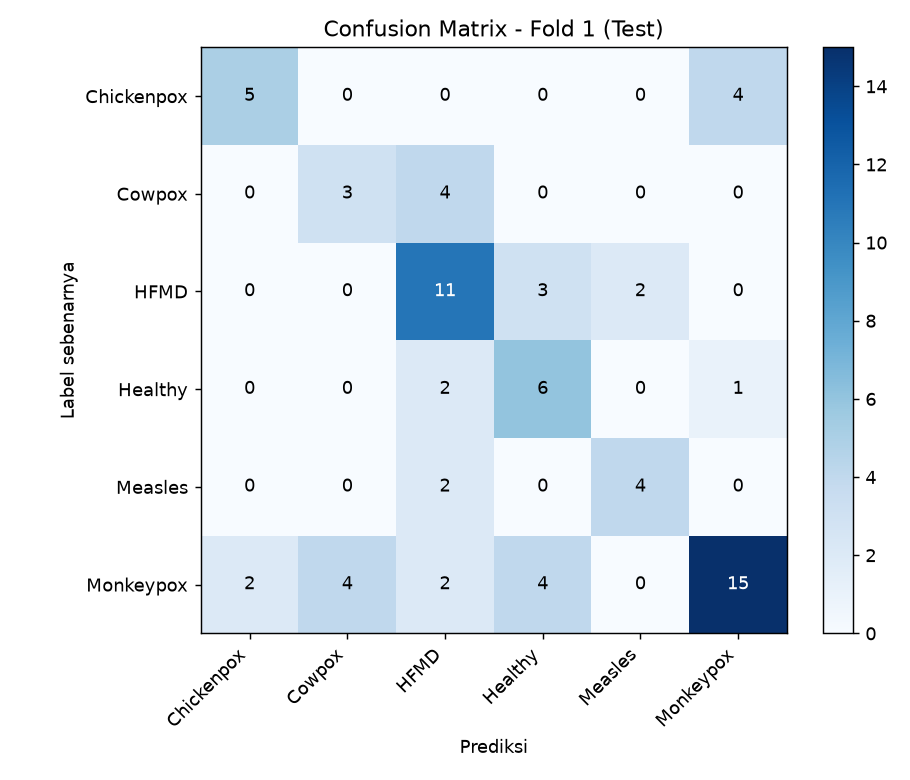 Confusion Matrix - Fold 1 (Test)
Label sebenarnya
Chickenpox 5 0 0 0 0 4
Cowpox 0 3 4 0 0 0
HFMD 0 0 11 3 2 0
Healthy 0 0 2 6 0 1
Measles 0 0 2 0 4 0
Monkeypox 2 4 2 4 0 15
Chickenpox Cowpox HFMD Healthy Measles Monkeypox
Prediksi
14
12
10
8
6
4
2
0